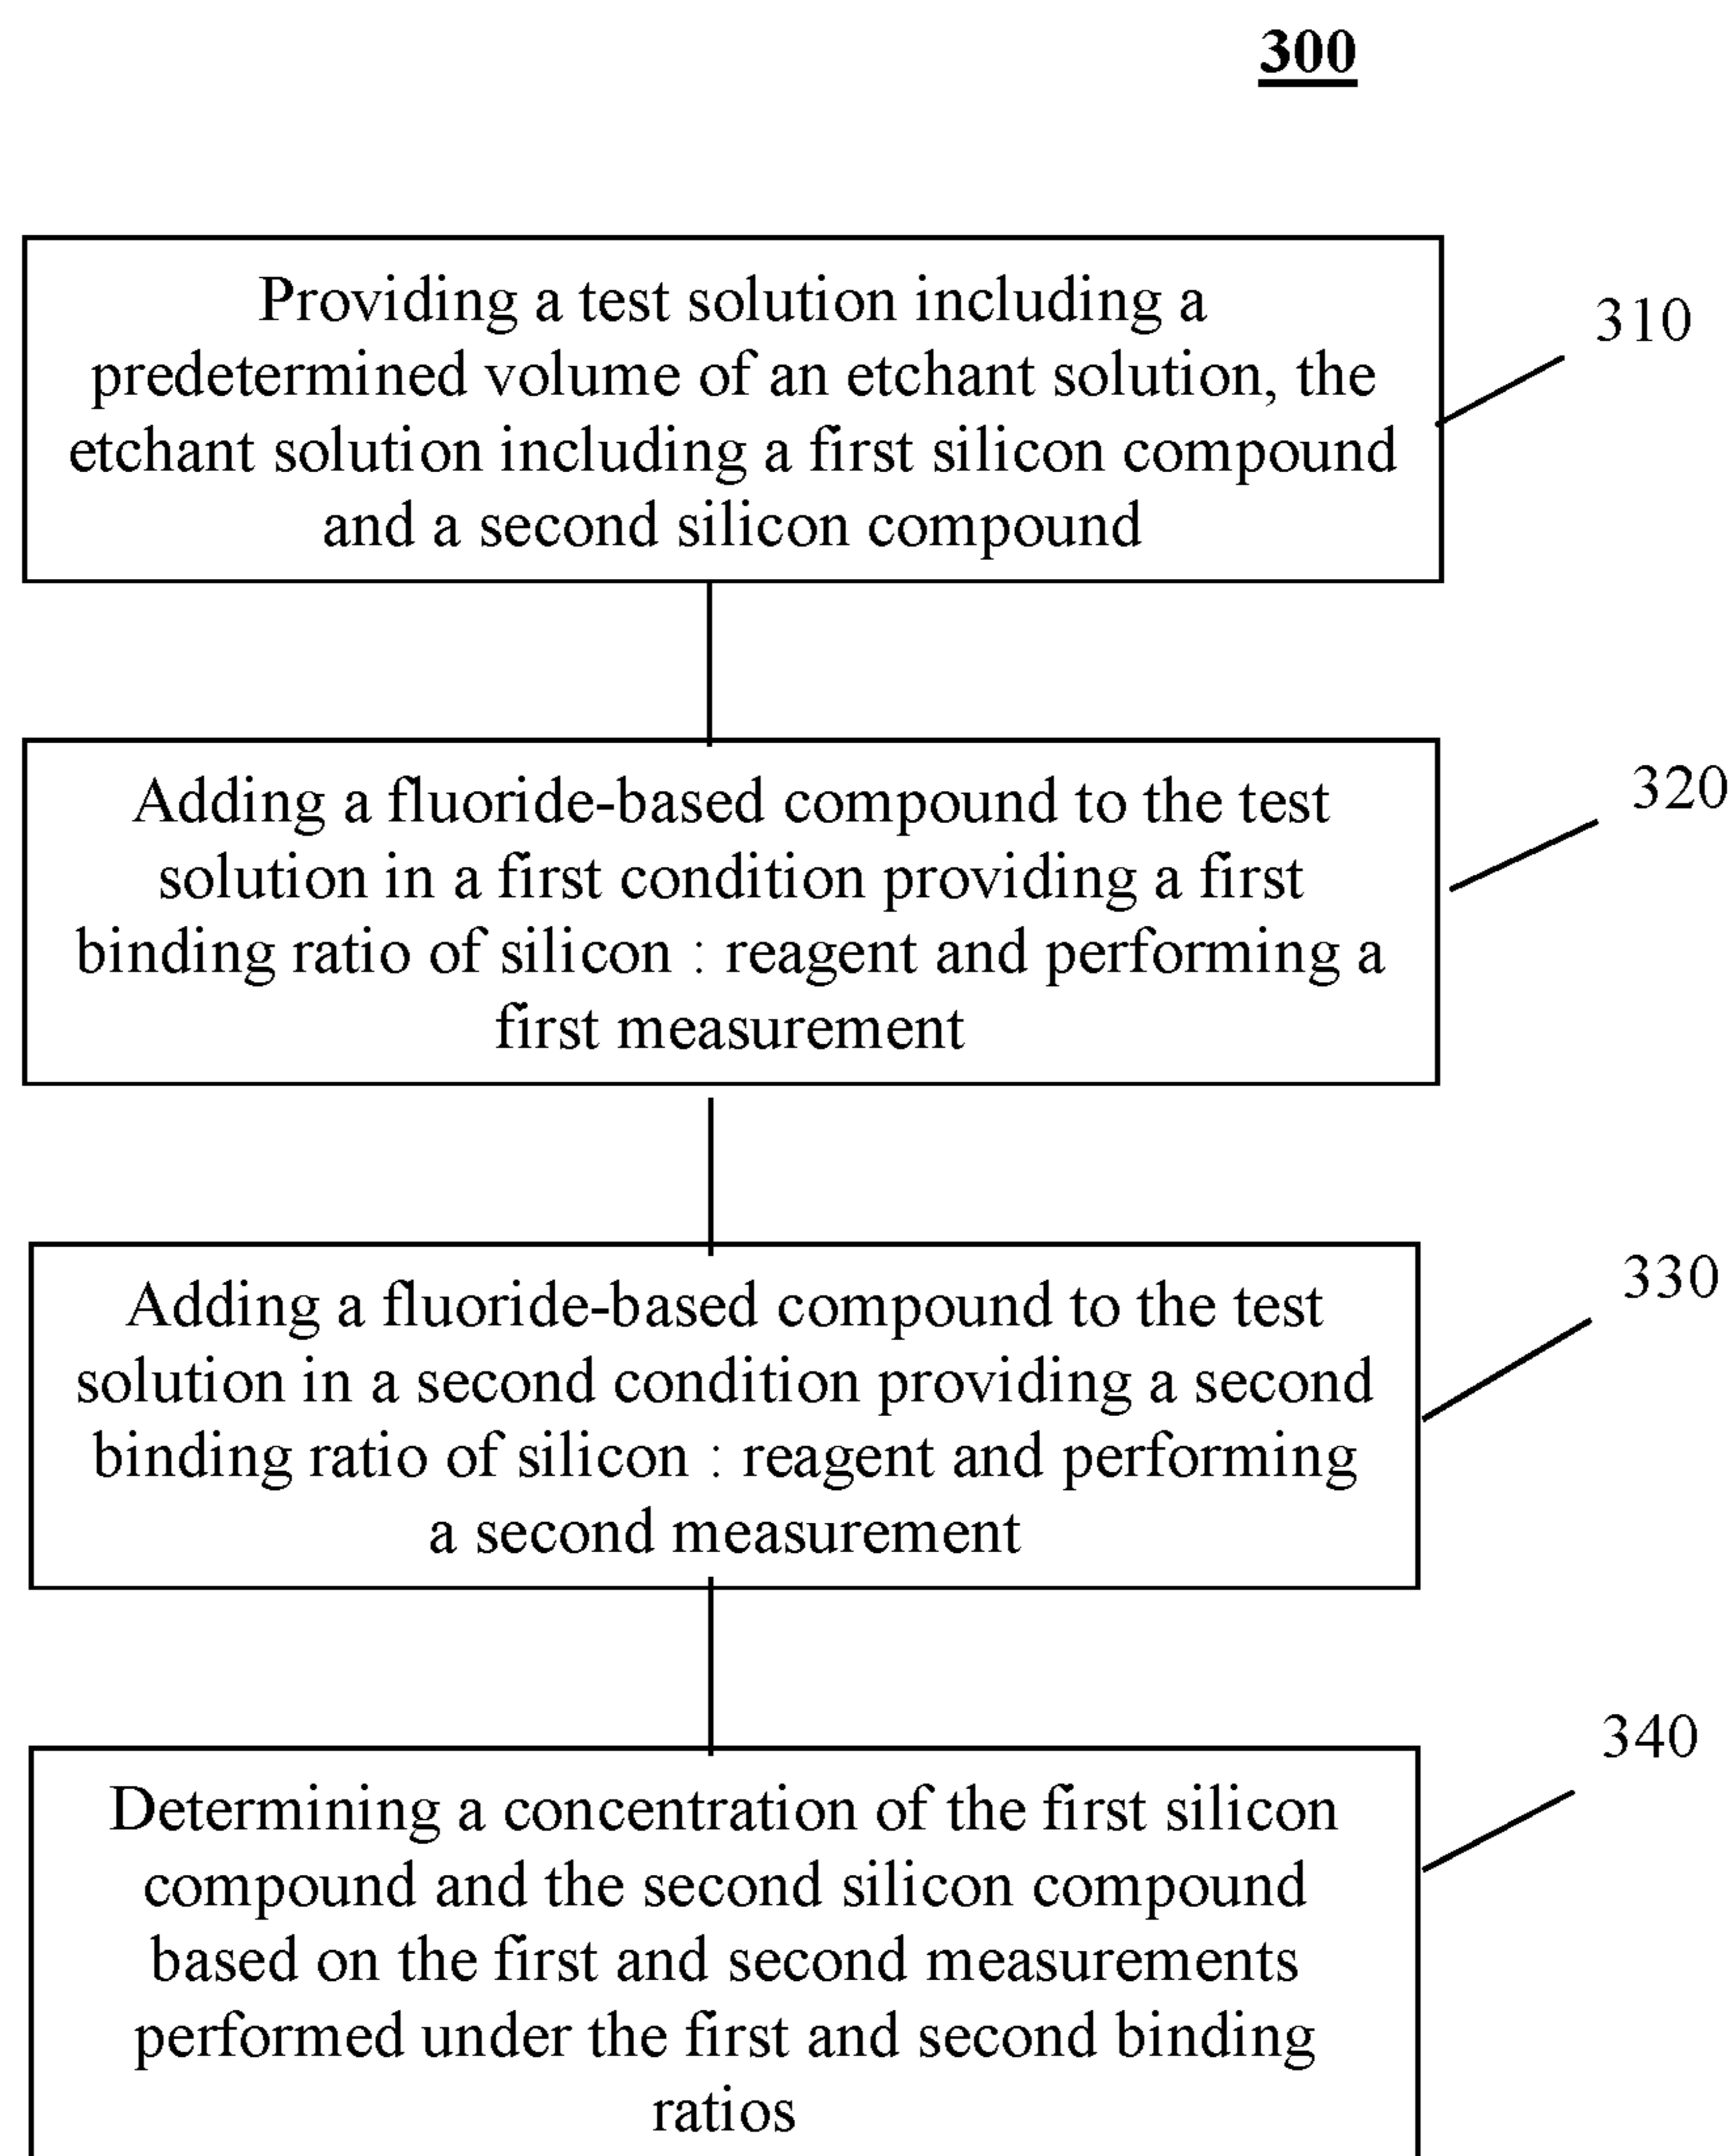 300
Providing a test solution including a
310
predetermined volume of an etchant solution, the
etchant solution including a first silicon compound
and a second silicon compound
Adding a fluoride-based compound to the test
320
solution in a first condition providing a first
binding ratio of silicon : reagent and performing a
first measurement
Adding a fluoride-based compound to the test
330
solution in a second condition providing a second
binding ratio of silicon : reagent and performing
a second measurement
340
Determining a concentration of the first silicon
compound and the second silicon compound
based on the first and second measurements
performed under the first and second binding
ratios